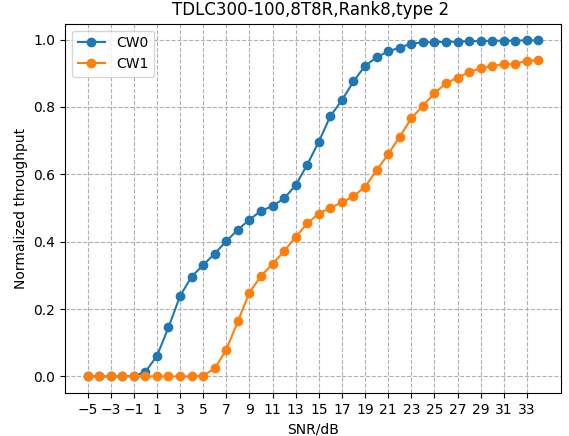 TDLC300-100,8T8R,Rank8,type 2
CW0
CW1
1.0
0.8
0.6
0.4
0.2
0.0
Normalized throughput
−5 −3 −1 1 3 5 7 9 11 13 15 17 19 21 23 25 27 29 31 33
SNR/dB